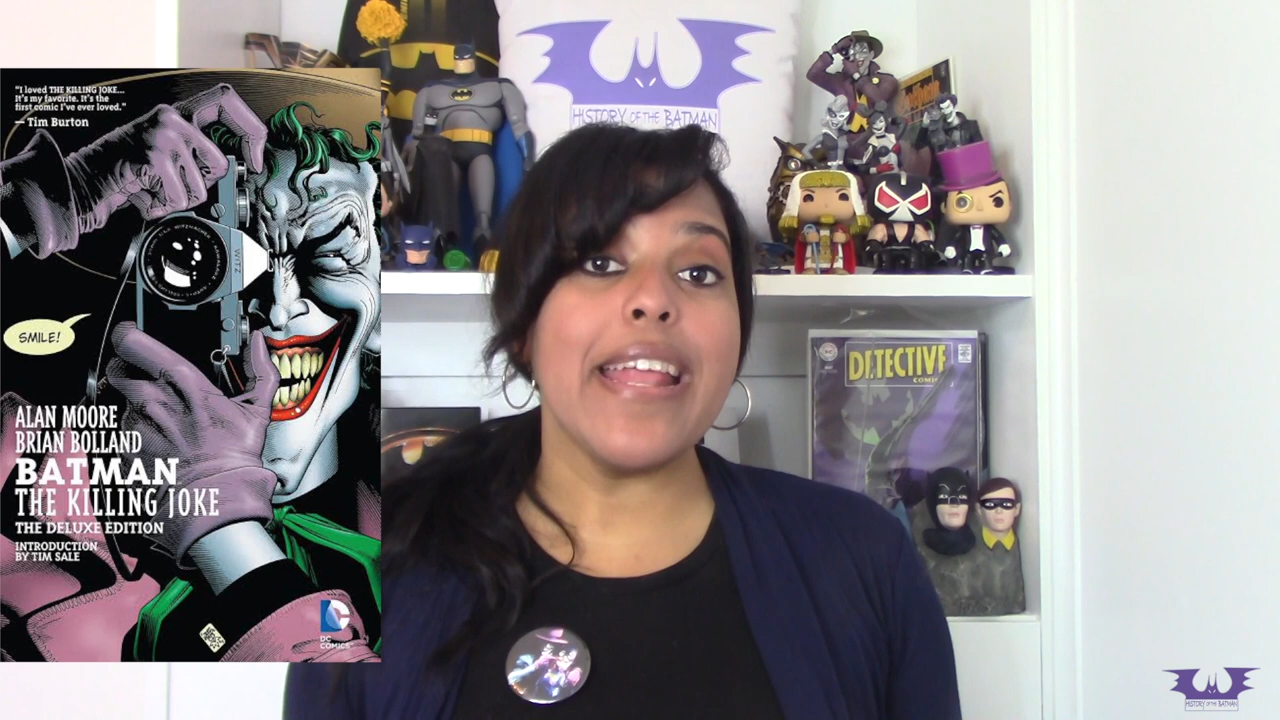 "I loved THE KILLING JOKE...
It's my favorite. It's the
first comic I've ever loved."
— Tim Burton
SMILE!
WITZ
ALAN MOORE
BRIAN BOLLAND
BATMAN
THE KILLING JOKE
THE DELUXE EDITION
INTRODUCTION
BY TIM SALE
DC
COMICS™
HISTORY OF THE BATMAN
DETECTIVE
COMICS
HISTORY OF THE BATMAN